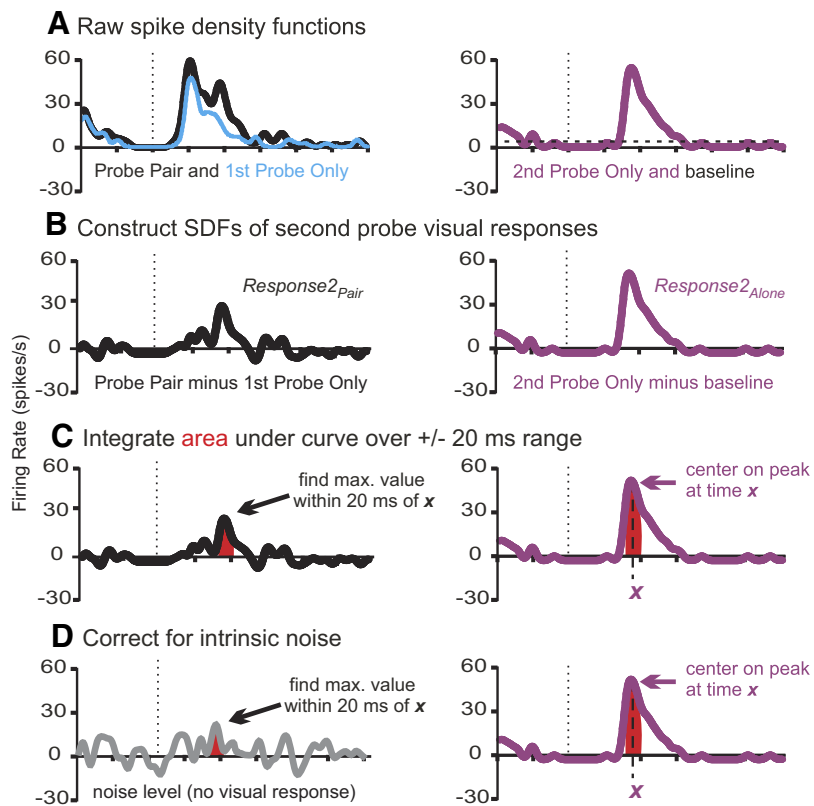 A Raw spike density functions
60
30
0
-30
Probe Pair and 1st Probe Only
60
30
0
-30
2nd Probe Only and baseline
B Construct SDFs of second probe visual responses
60
30
0
-30
Response2Pair
Probe Pair minus 1st Probe Only
60
30
0
-30
Response2Alone
2nd Probe Only minus baseline
Firing Rate (spikes/s)
C Integrate area under curve over +/- 20 ms range
60
30
0
-30
find max. value
within 20 ms of x
60
30
0
-30
center on peak
at time x
x
D Correct for intrinsic noise
60
30
0
-30
find max. value
within 20 ms of x
noise level (no visual response)
60
30
0
-30
center on peak
at time x
x